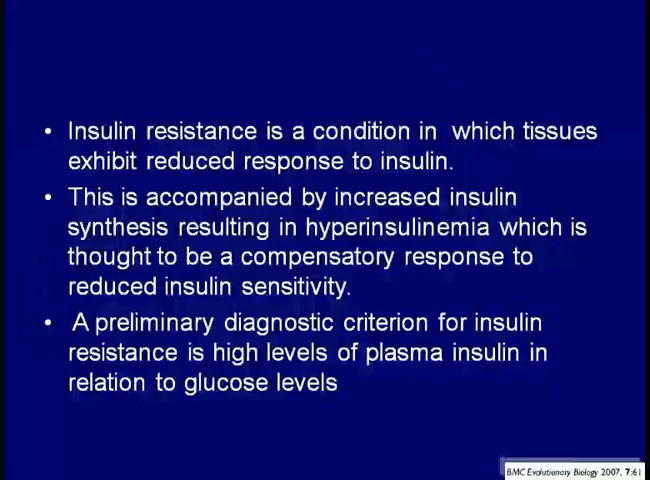 • Insulin resistance is a condition in which tissues
exhibit reduced response to insulin.
• This is accompanied by increased insulin
synthesis resulting in hyperinsulinemia which is
thought to be a compensatory response to
reduced insulin sensitivity.
• A preliminary diagnostic criterion for insulin
resistance is high levels of plasma insulin in
relation to glucose levels
BMC Evolutionary Biology 2007, 7:61